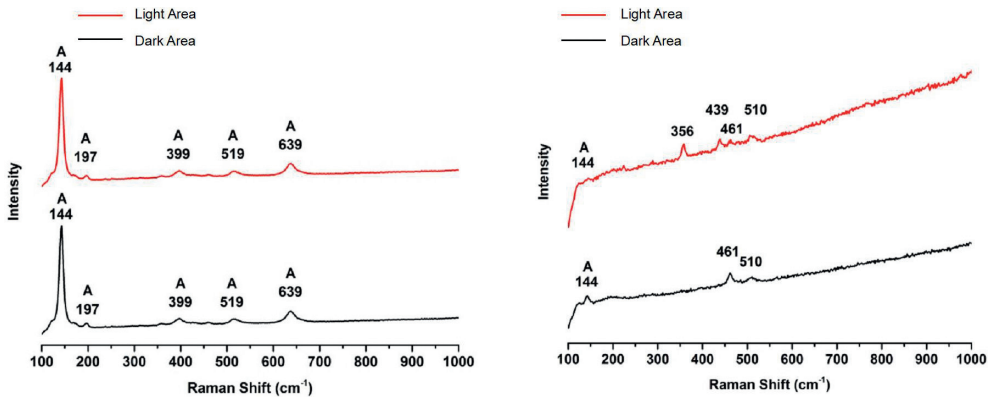 Light Area
Dark Area
A
144
A
197
A
399
A
519
A
639
A
144
A
197
A
399
A
519
A
639
Intensity
100 200 300 400 500 600 700 800 900 1000
Raman Shift (cm⁻¹)
Light Area
Dark Area
A
144
356
439
461
510
A
144
461
510
Intensity
100 200 300 400 500 600 700 800 900 1000
Raman Shift (cm⁻¹)